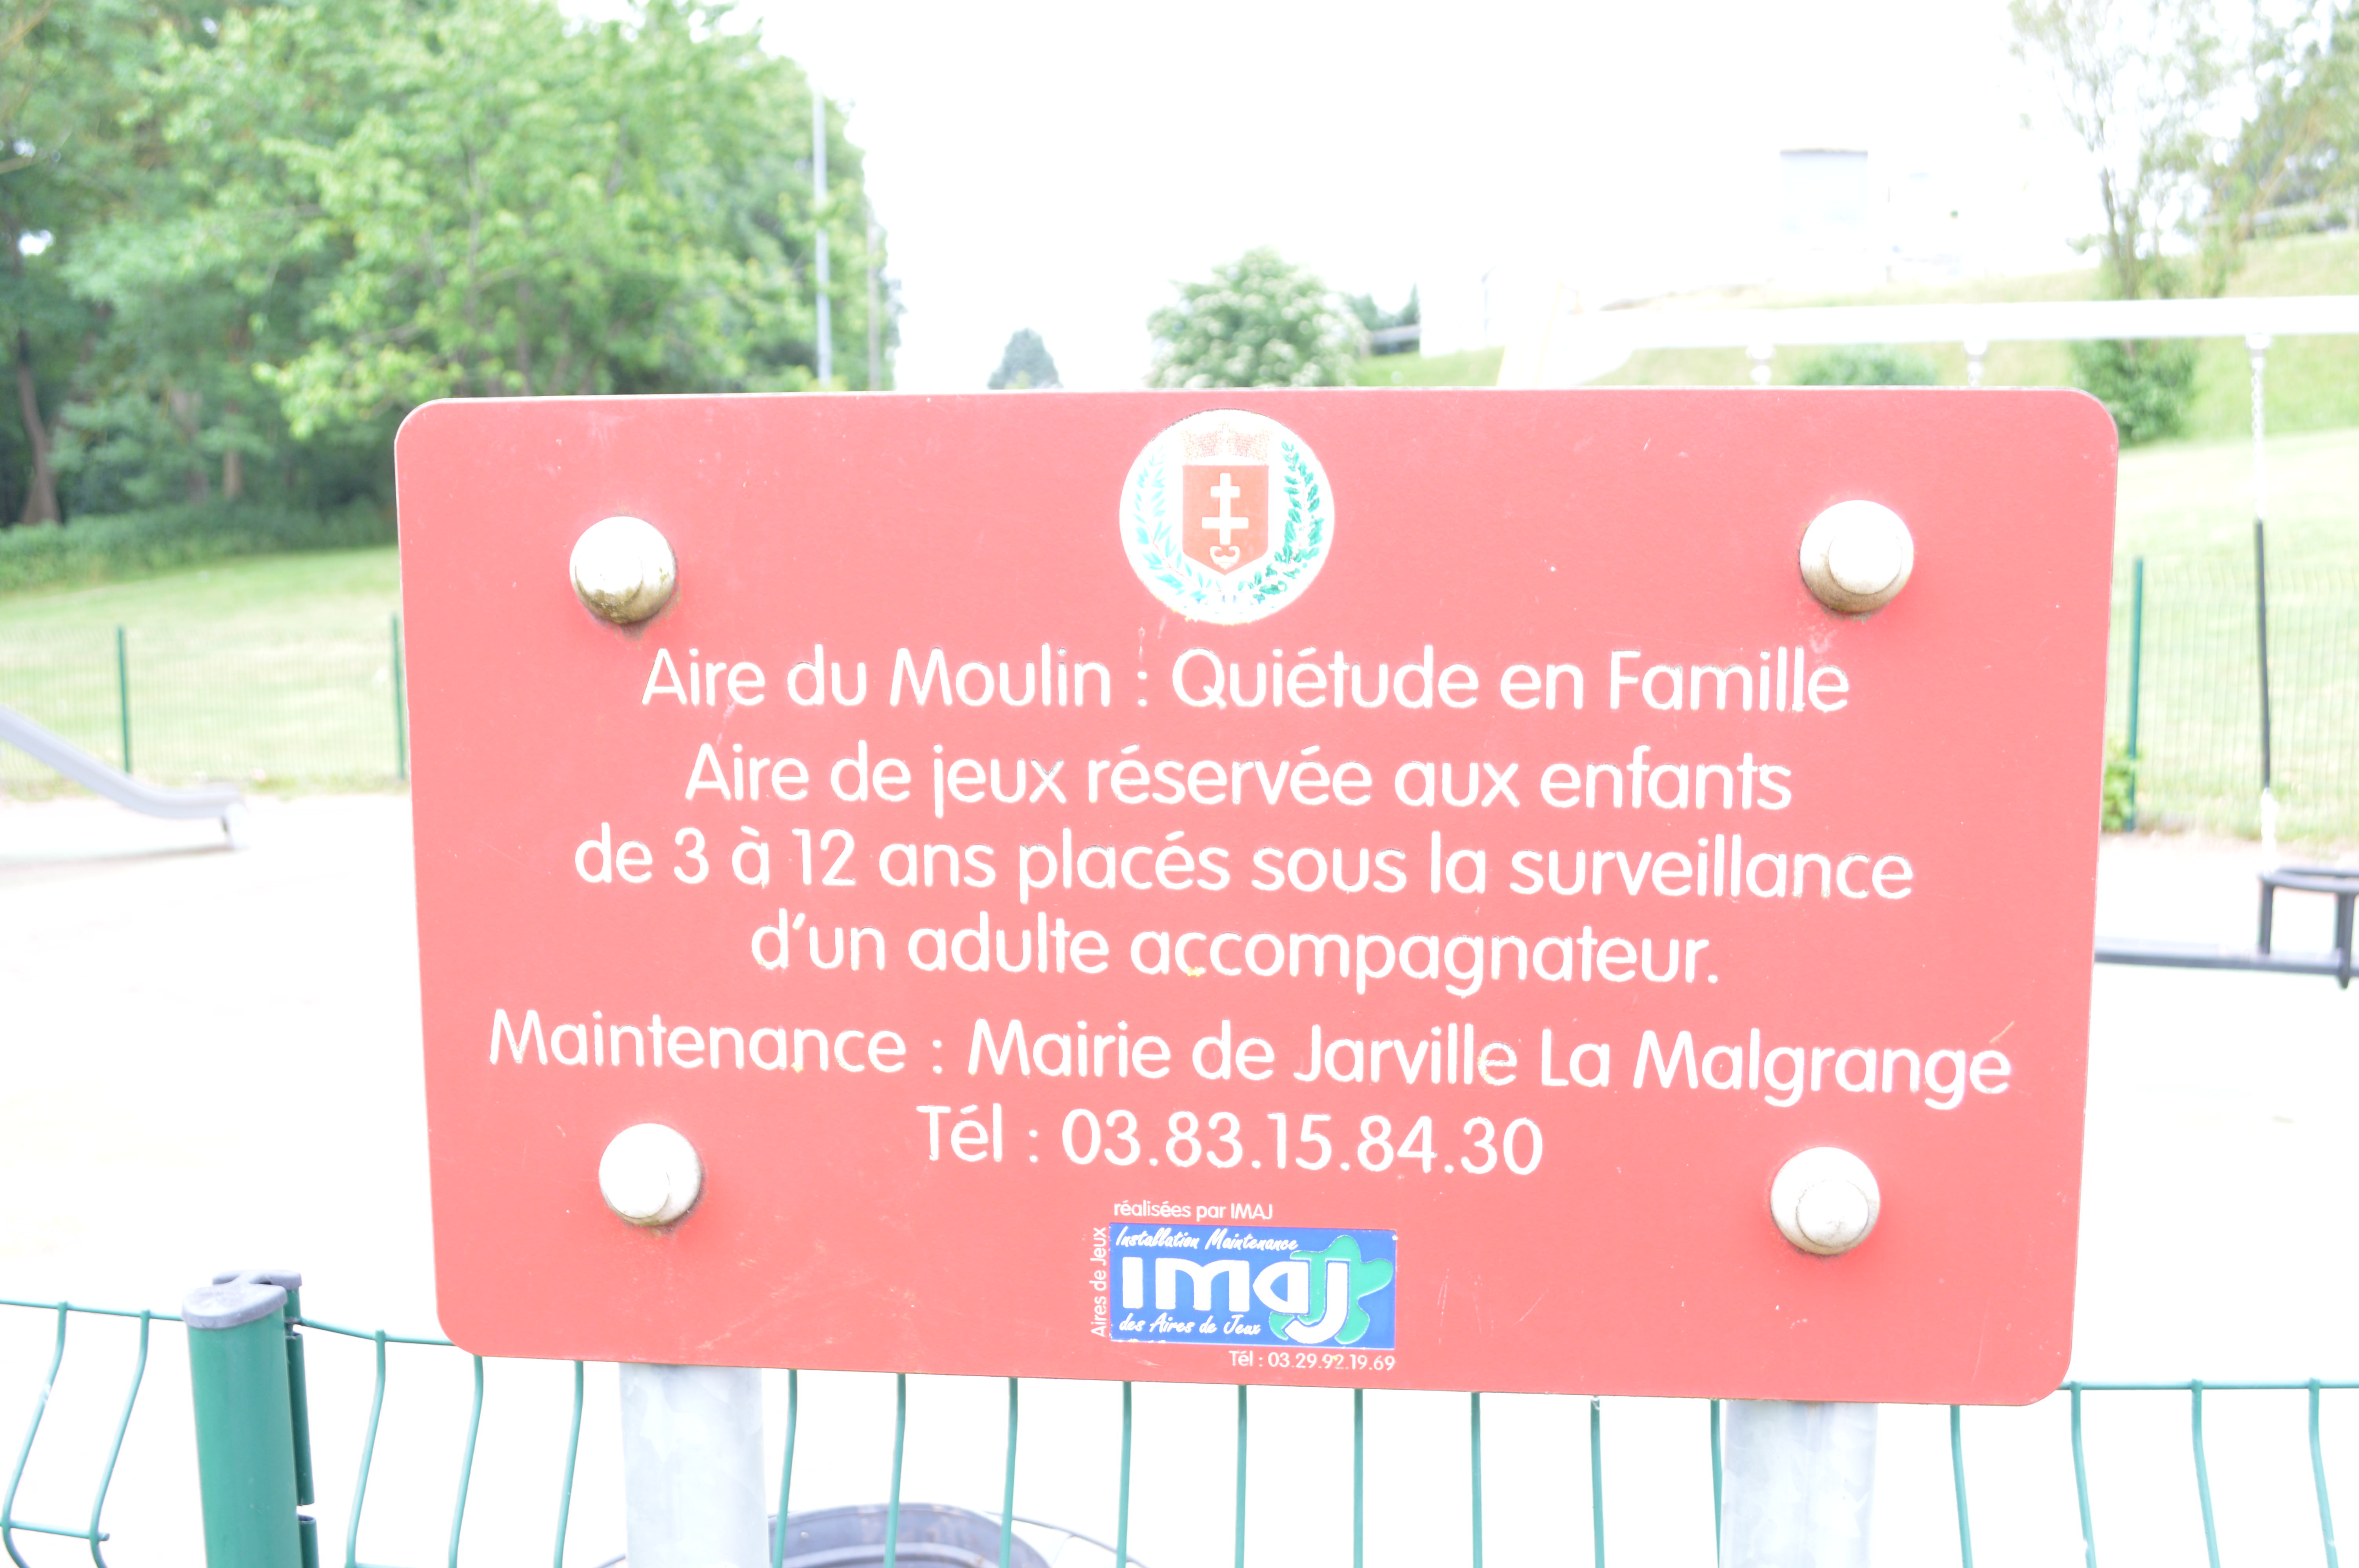 Aire du Moulin : Quiétude en Famille
Aire de jeux réservée aux enfants
de 3 à 12 ans placés sous la surveillance
d'un adulte accompagnateur.
Maintenance : Mairie de Jarville La Malgrange
Tél : 03.83.15.84.30
réalisées par IMAJ
Aires de Jeux
Installation Maintenance
IMAJ
des Aires de Jeux
Tél : 03.29.92.19.69